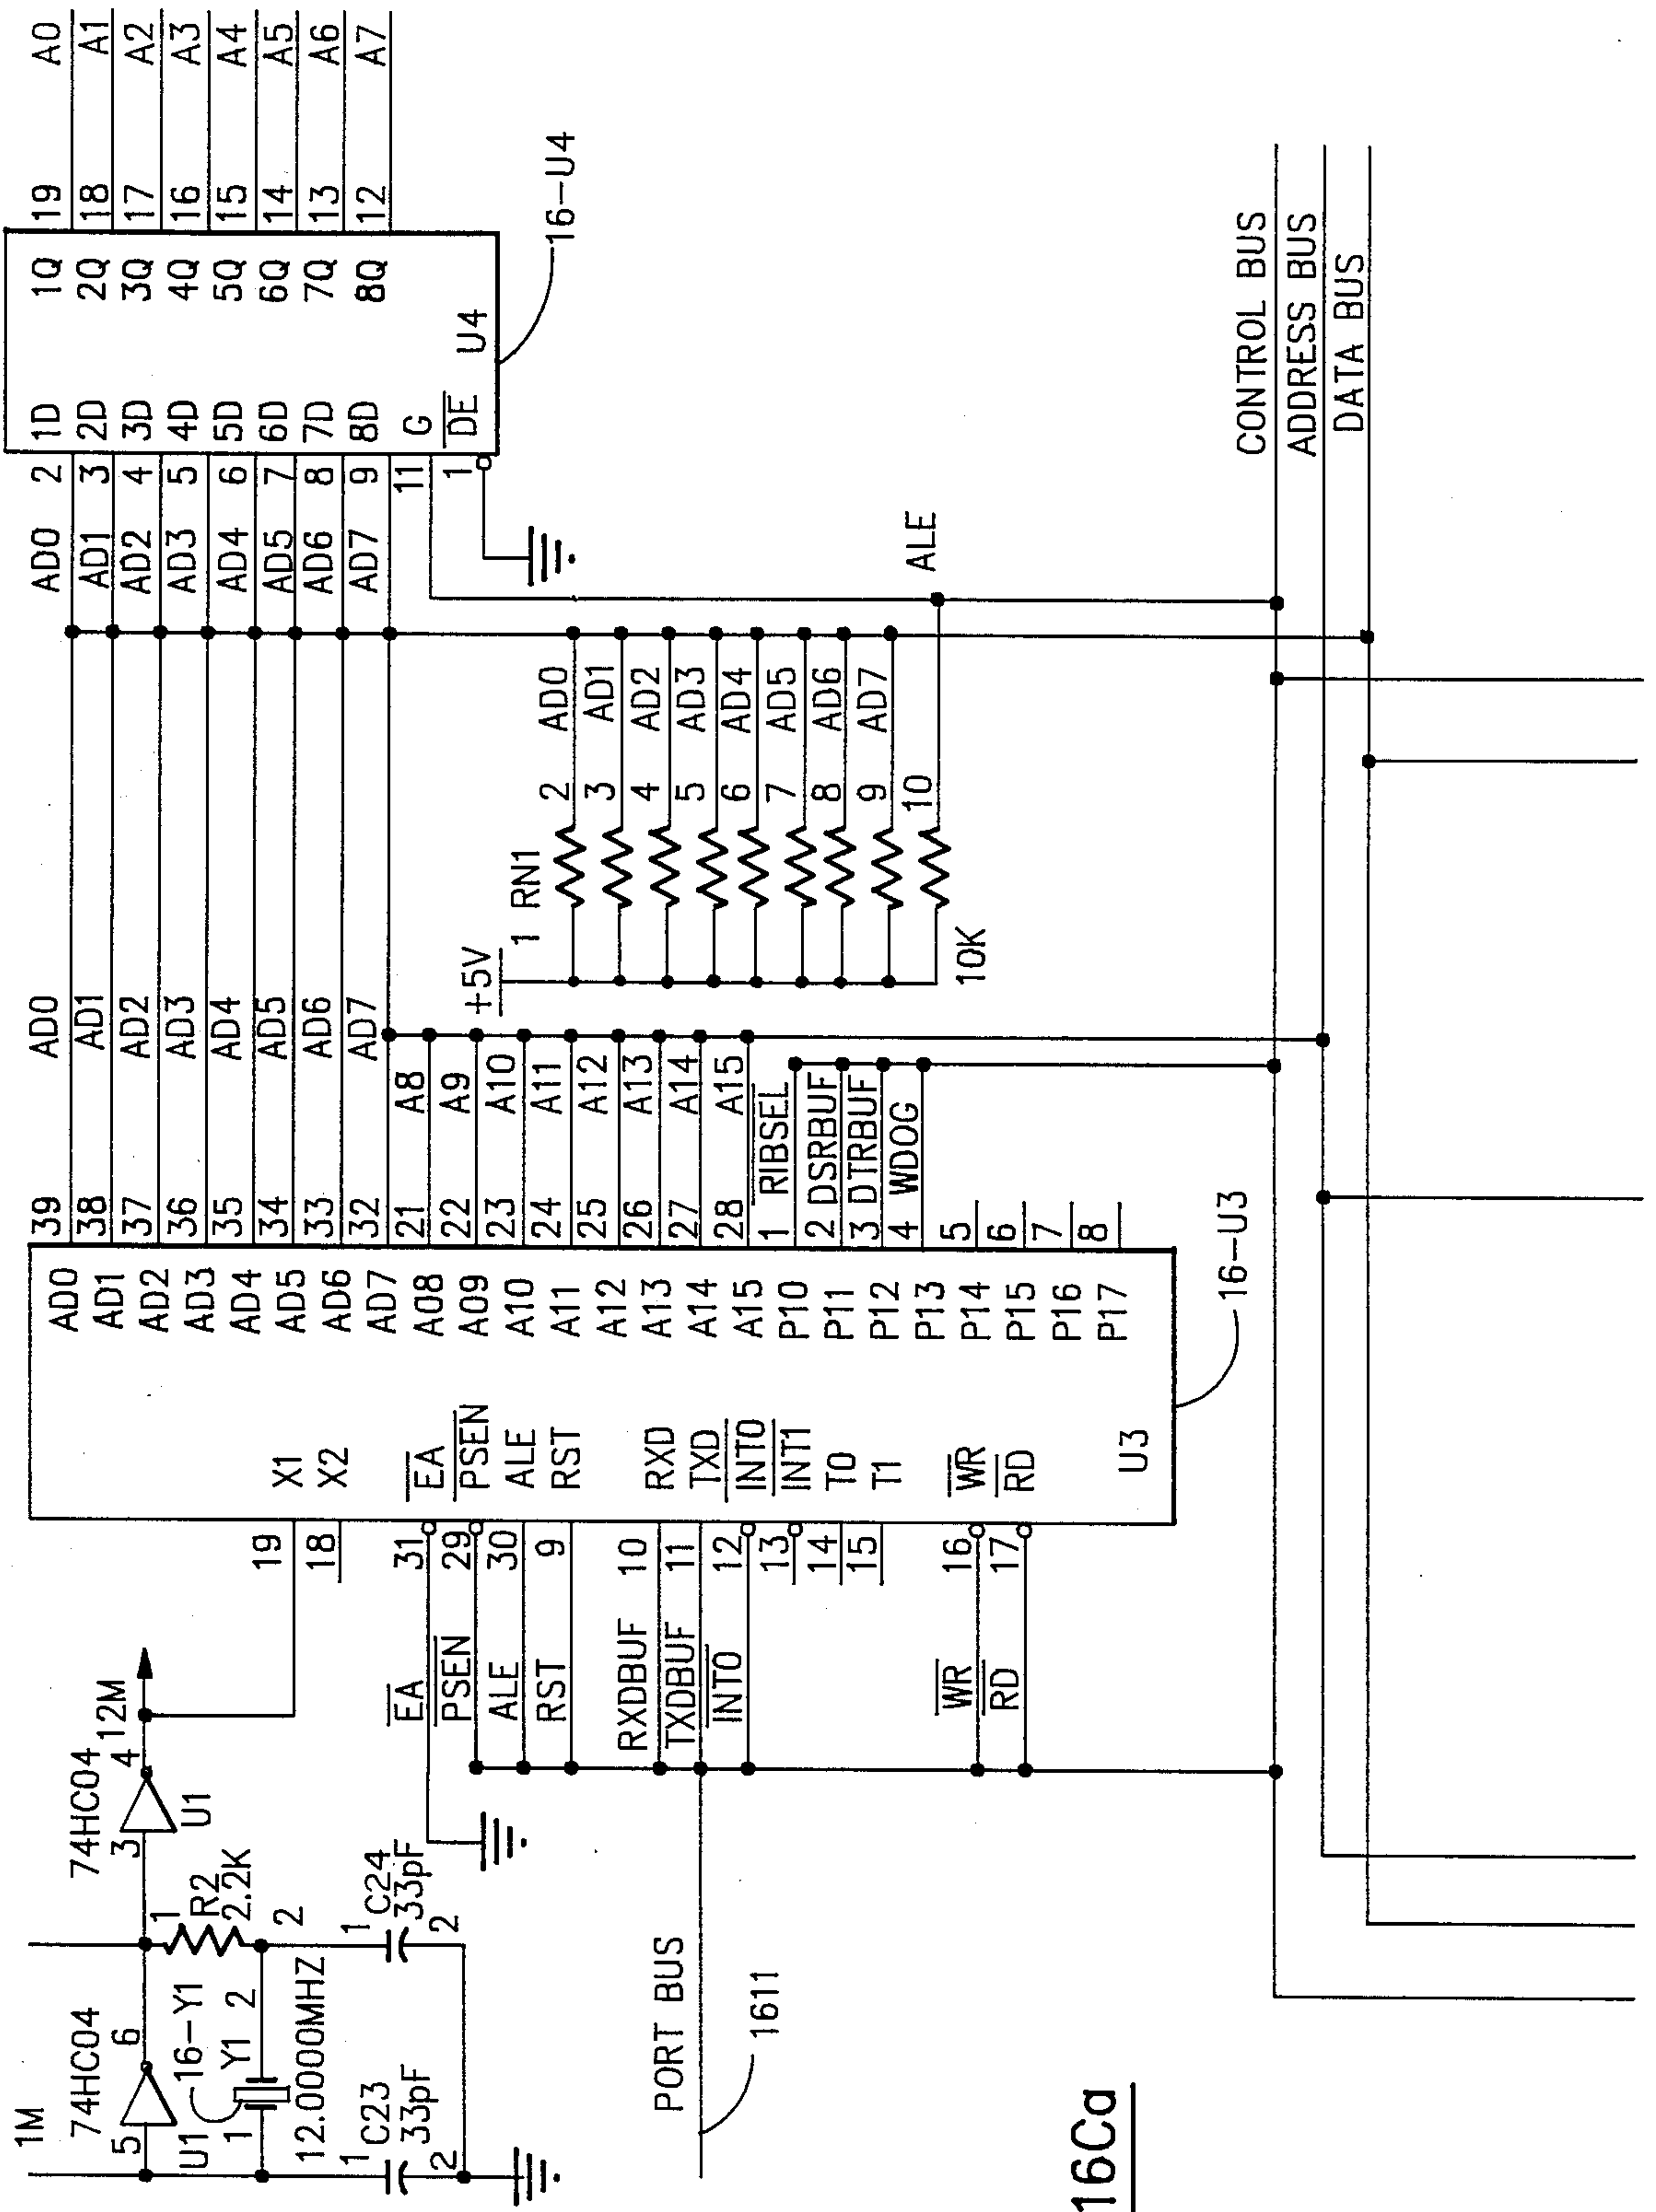 1M
74HC04
5
6
U1
16-Y1
1
Y1
2
12.0000MHZ
1
C23
33pF
2
1
R2
2.2K
2
1
C24
33pF
2
74HC04
3
4
U1
12M
19
X1
18
X2
EA
31
EA
PSEN
29
PSEN
ALE
30
ALE
RST
9
RST
RXDBUF
10
RXD
TXDBUF
11
TXD
INT0
12
INT0
13
INT1
14
T0
15
T1
WR
16
WR
RD
17
RD
U3
16-U3
PORT BUS
1611
AD0
39
AD0
AD1
38
AD1
AD2
37
AD2
AD3
36
AD3
AD4
35
AD4
AD5
34
AD5
AD6
33
AD6
AD7
32
AD7
A08
21
A8
A09
22
A9
A10
23
A10
A11
24
A11
A12
25
A12
A13
26
A13
A14
27
A14
A15
28
A15
P10
1
RIBSEL
P11
2
DSRBUF
P12
3
DTRBUF
P13
4
WDOG
P14
5
P15
6
P16
7
P17
8
+5V
1
RN1
2
AD0
3
AD1
4
AD2
5
AD3
6
AD4
7
AD5
8
AD6
9
AD7
10
10K
ALE
AD0
2
1D
1Q
19
A0
AD1
3
2D
2Q
18
A1
AD2
4
3D
3Q
17
A2
AD3
5
4D
4Q
16
A3
AD4
6
5D
5Q
15
A4
AD5
7
6D
6Q
14
A5
AD6
8
7D
7Q
13
A6
AD7
9
8D
8Q
12
A7
11
G
1
DE
U4
16-U4
CONTROL BUS
ADDRESS BUS
DATA BUS
16Ca